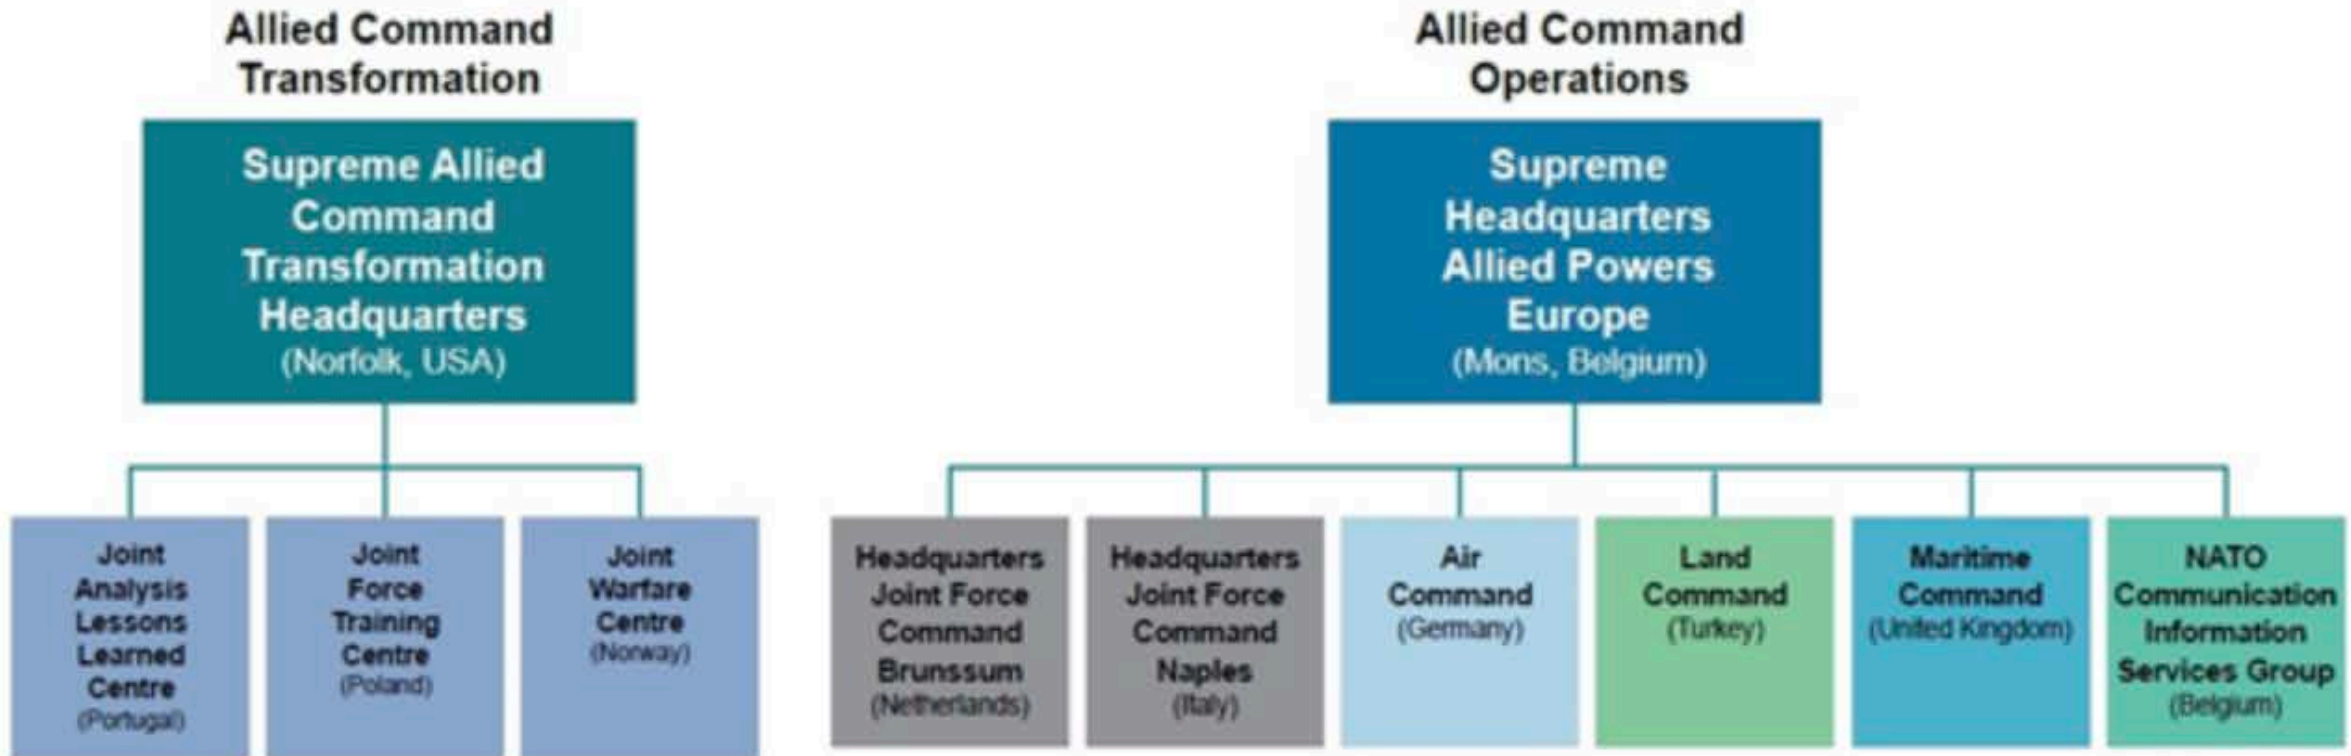 Allied Command
Transformation
Supreme Allied
Command
Transformation
Headquarters
(Norfolk, USA)
Joint
Analysis
Lessons
Learned
Centre
(Portugal)
Joint
Force
Training
Centre
(Poland)
Joint
Warfare
Centre
(Norway)
Allied Command
Operations
Supreme
Headquarters
Allied Powers
Europe
(Mons, Belgium)
Headquarters
Joint Force
Command
Brunssum
(Netherlands)
Headquarters
Joint Force
Command
Naples
(Italy)
Air
Command
(Germany)
Land
Command
(Turkey)
Maritime
Command
(United Kingdom)
NATO
Communication
Information
Services Group
(Belgium)